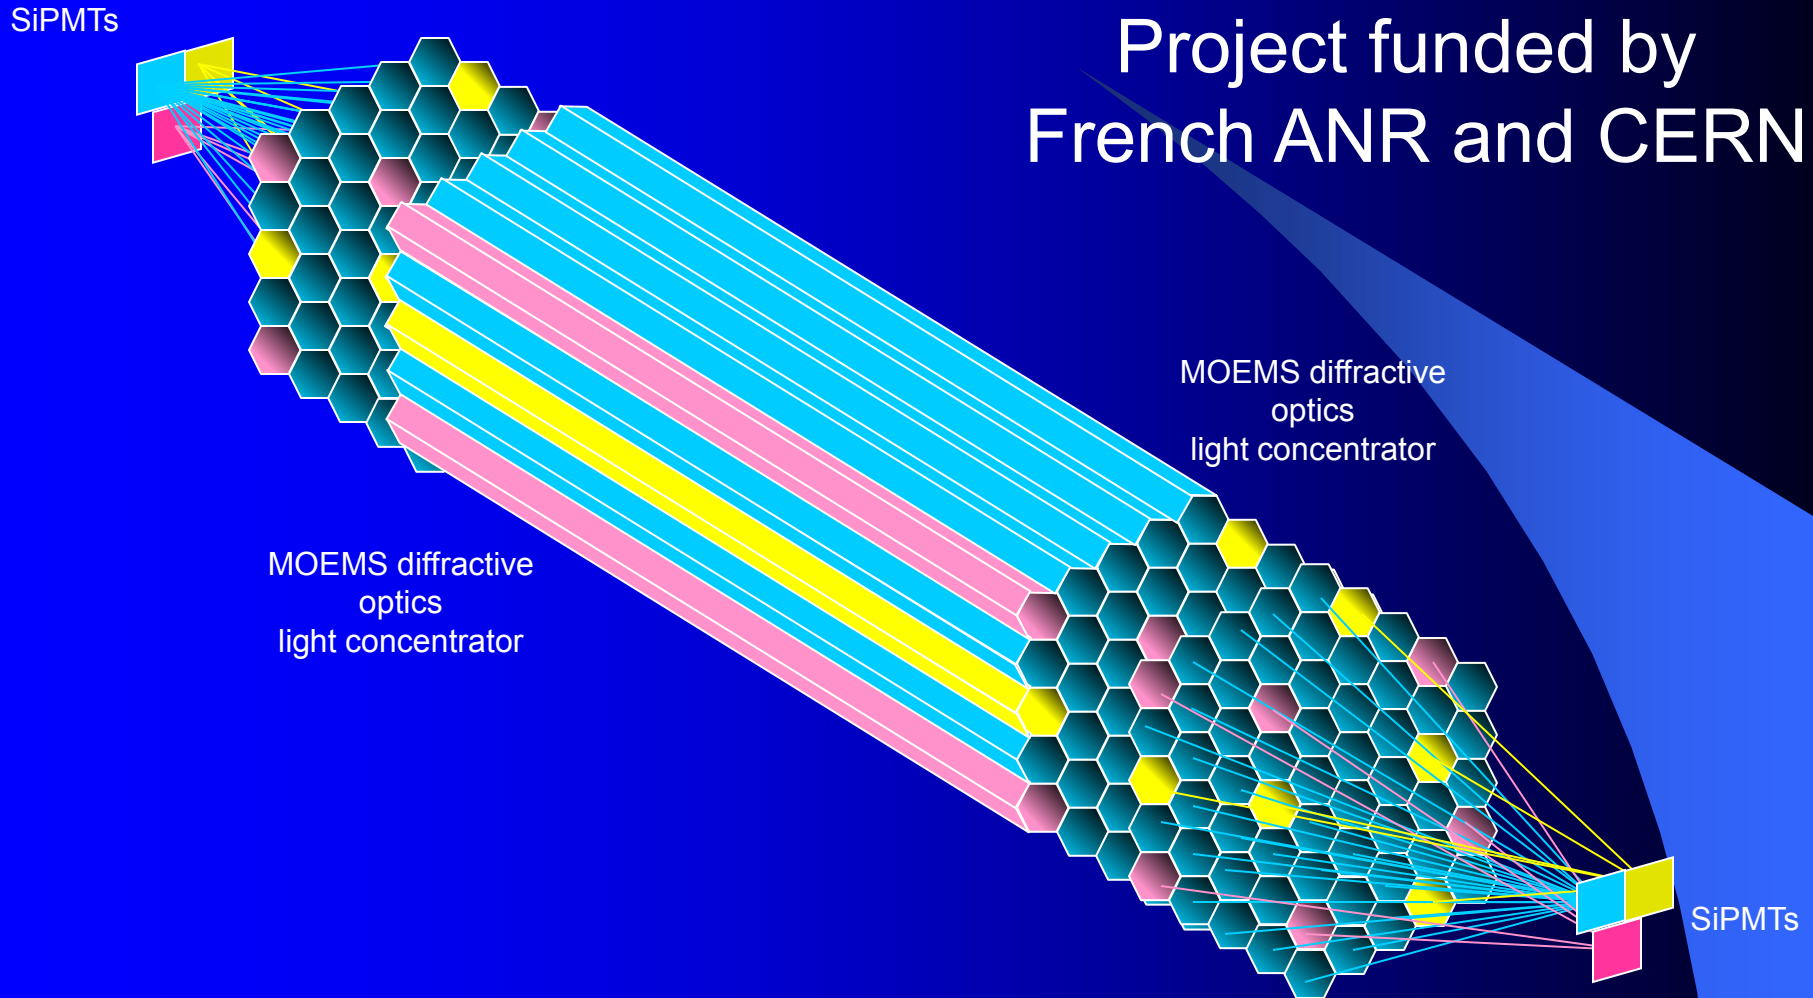 SiPMTs
Project funded by
French ANR and CERN
MOEMS diffractive
optics
light concentrator
MOEMS diffractive
optics
light concentrator
SiPMTs